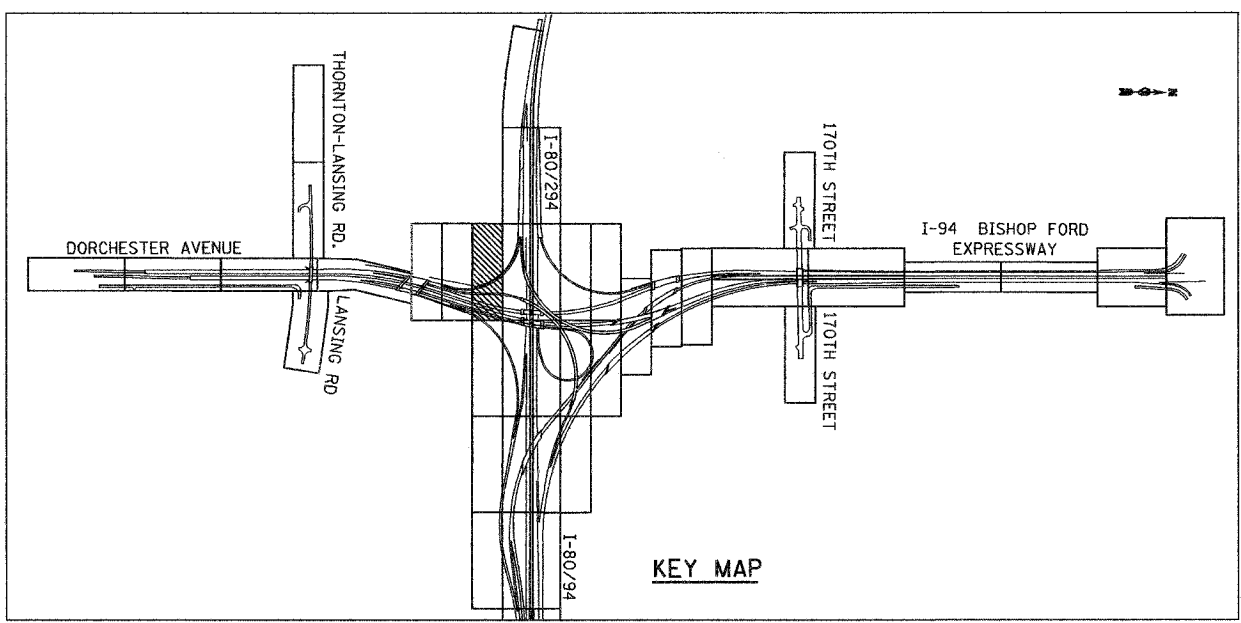 THORNTON-LANSING RD.
I-80/294
170TH STREET
N
DORCHESTER AVENUE
I-94 BISHOP FORD
EXPRESSWAY
LANSING RD
170TH STREET
I-80/94
KEY MAP